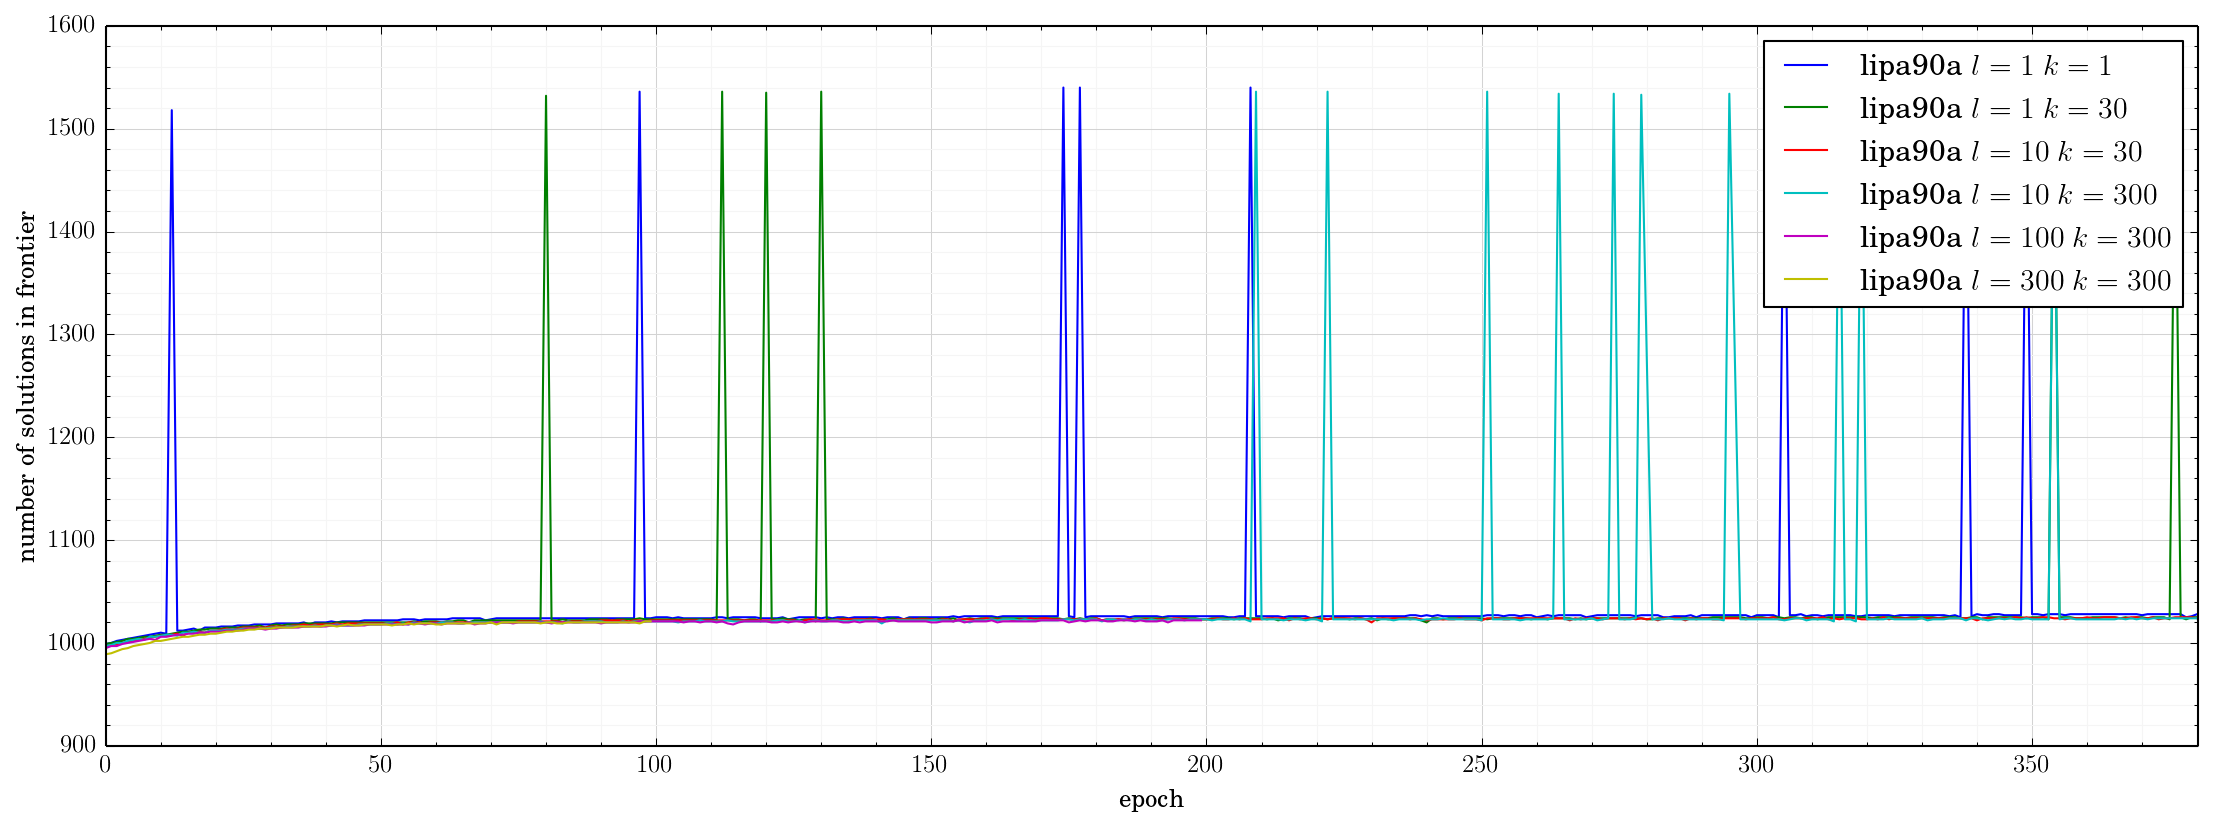 1600
1500
1400
1300
1200
1100
1000
900
number of solutions in frontier
0 50 100 150 200 250 300 350
epoch
lipa90a l = 1 k = 1
lipa90a l = 1 k = 30
lipa90a l = 10 k = 30
lipa90a l = 10 k = 300
lipa90a l = 100 k = 300
lipa90a l = 300 k = 300